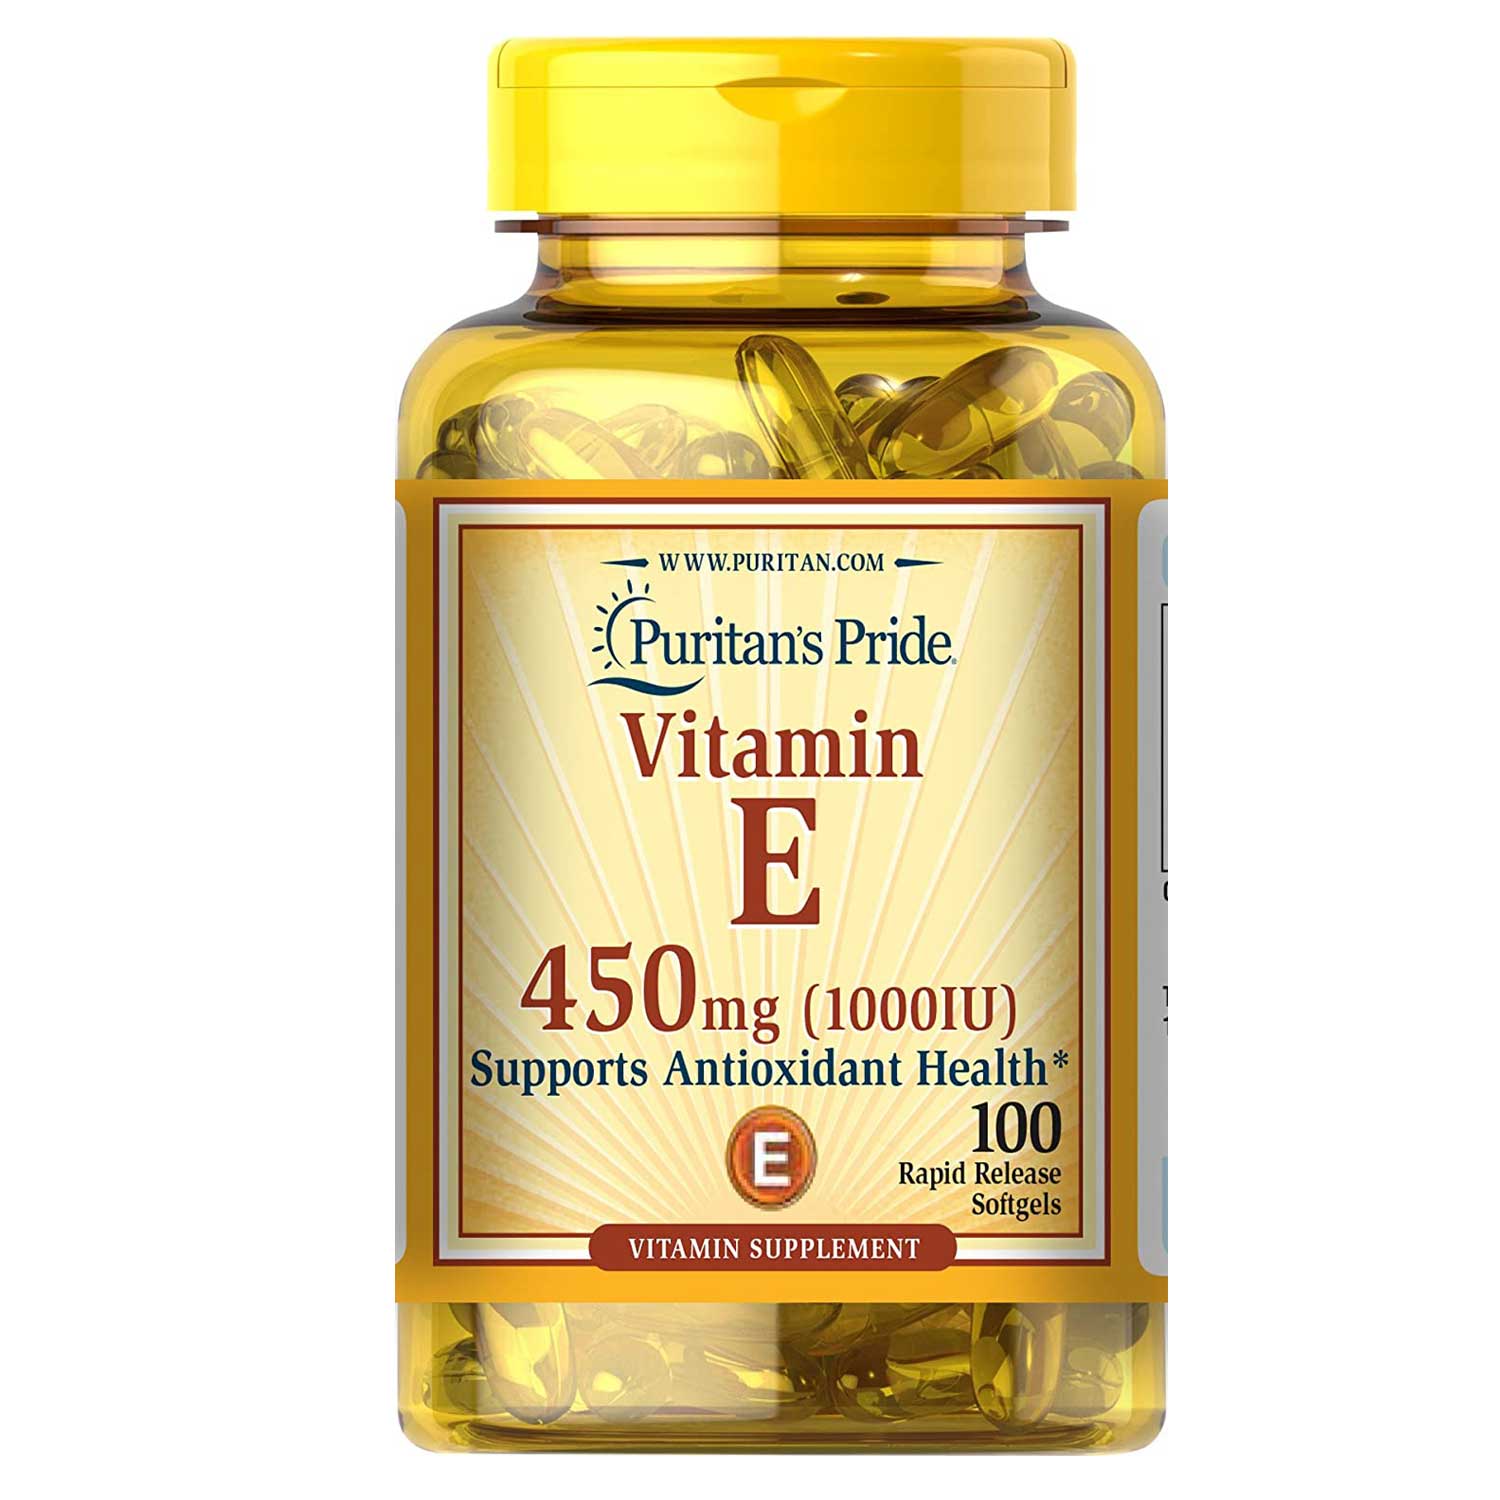 WWW.PURITAN.COM
Puritan's Pride®
Vitamin
E
450mg (1000IU)
Supports Antioxidant Health*
100
Rapid Release
Softgels
E
VITAMIN SUPPLEMENT